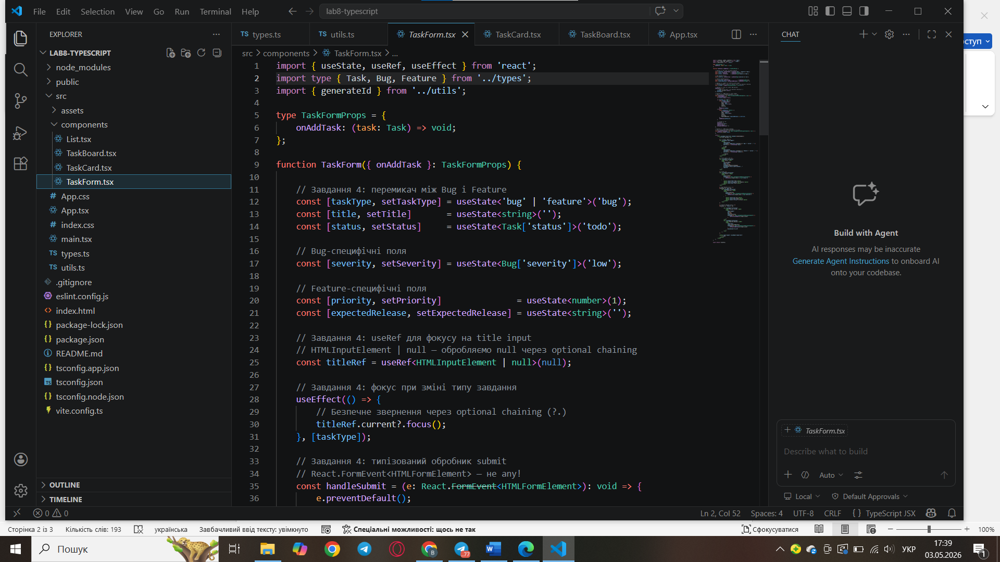 File Edit Selection View Go Run Terminal Help
lab8-typescript
EXPLORER
LAB8-TYPESCRIPT
node_modules
public
src
assets
components
List.tsx
TaskBoard.tsx
TaskCard.tsx
TaskForm.tsx
App.css
App.tsx
index.css
main.tsx
types.ts
utils.ts
.gitignore
eslint.config.js
index.html
package-lock.json
package.json
README.md
tsconfig.app.json
tsconfig.json
tsconfig.node.json
vite.config.ts
OUTLINE
TIMELINE
TS types.ts TS utils.ts TaskForm.tsx TaskCard.tsx TaskBoard.tsx App.tsx
src > components > TaskForm.tsx > ...
1 import { useState, useRef, useEffect } from 'react';
2 import type { Task, Bug, Feature } from '../types';
3 import { generateId } from '../utils';
4
5 type TaskFormProps = {
6 onAddTask: (task: Task) => void;
7 };
8
9 function TaskForm({ onAddTask }: TaskFormProps) {
10
11 // Завдання 4: перемикач між Bug і Feature
12 const [taskType, setTaskType] = useState<'bug' | 'feature'>('bug');
13 const [title, setTitle] = useState<string>('');
14 const [status, setStatus] = useState<Task['status']>('todo');
15
16 // Bug-специфічні поля
17 const [severity, setSeverity] = useState<Bug['severity']>('low');
18
19 // Feature-специфічні поля
20 const [priority, setPriority] = useState<number>(1);
21 const [expectedRelease, setExpectedRelease] = useState<string>('');
22
23 // Завдання 4: useRef для фокусу на title input
24 // HTMLInputElement | null — обробляємо null через optional chaining
25 const titleRef = useRef<HTMLInputElement | null>(null);
26
27 // Завдання 4: фокус при зміні типу завдання
28 useEffect(() => {
29 // Безпечне звернення через optional chaining (?.)
30 titleRef.current?.focus();
31 }, [taskType]);
32
33 // Завдання 4: типізований обробник submit
34 // React.FormEvent<HTMLFormElement> — не any!
35 const handleSubmit = (e: React.FormEvent<HTMLFormElement>): void => {
36 e.preventDefault();
CHAT
Build with Agent
AI responses may be inaccurate
Generate Agent Instructions to onboard AI
onto your codebase.
TaskForm.tsx
Describe what to build
Auto
Local Default Approvals
0 0 Ln 2, Col 52 Spaces: 4 UTF-8 CRLF { } TypeScript JSX
ступ
Сторінка 2 із 3 Кількість слів: 193 українська Завбачливий ввід тексту: увімкнуто Спеціальні можливості: щось не так Сфокусуватися 100%
Пошук
77
УКР
17:39
03.05.2026
1